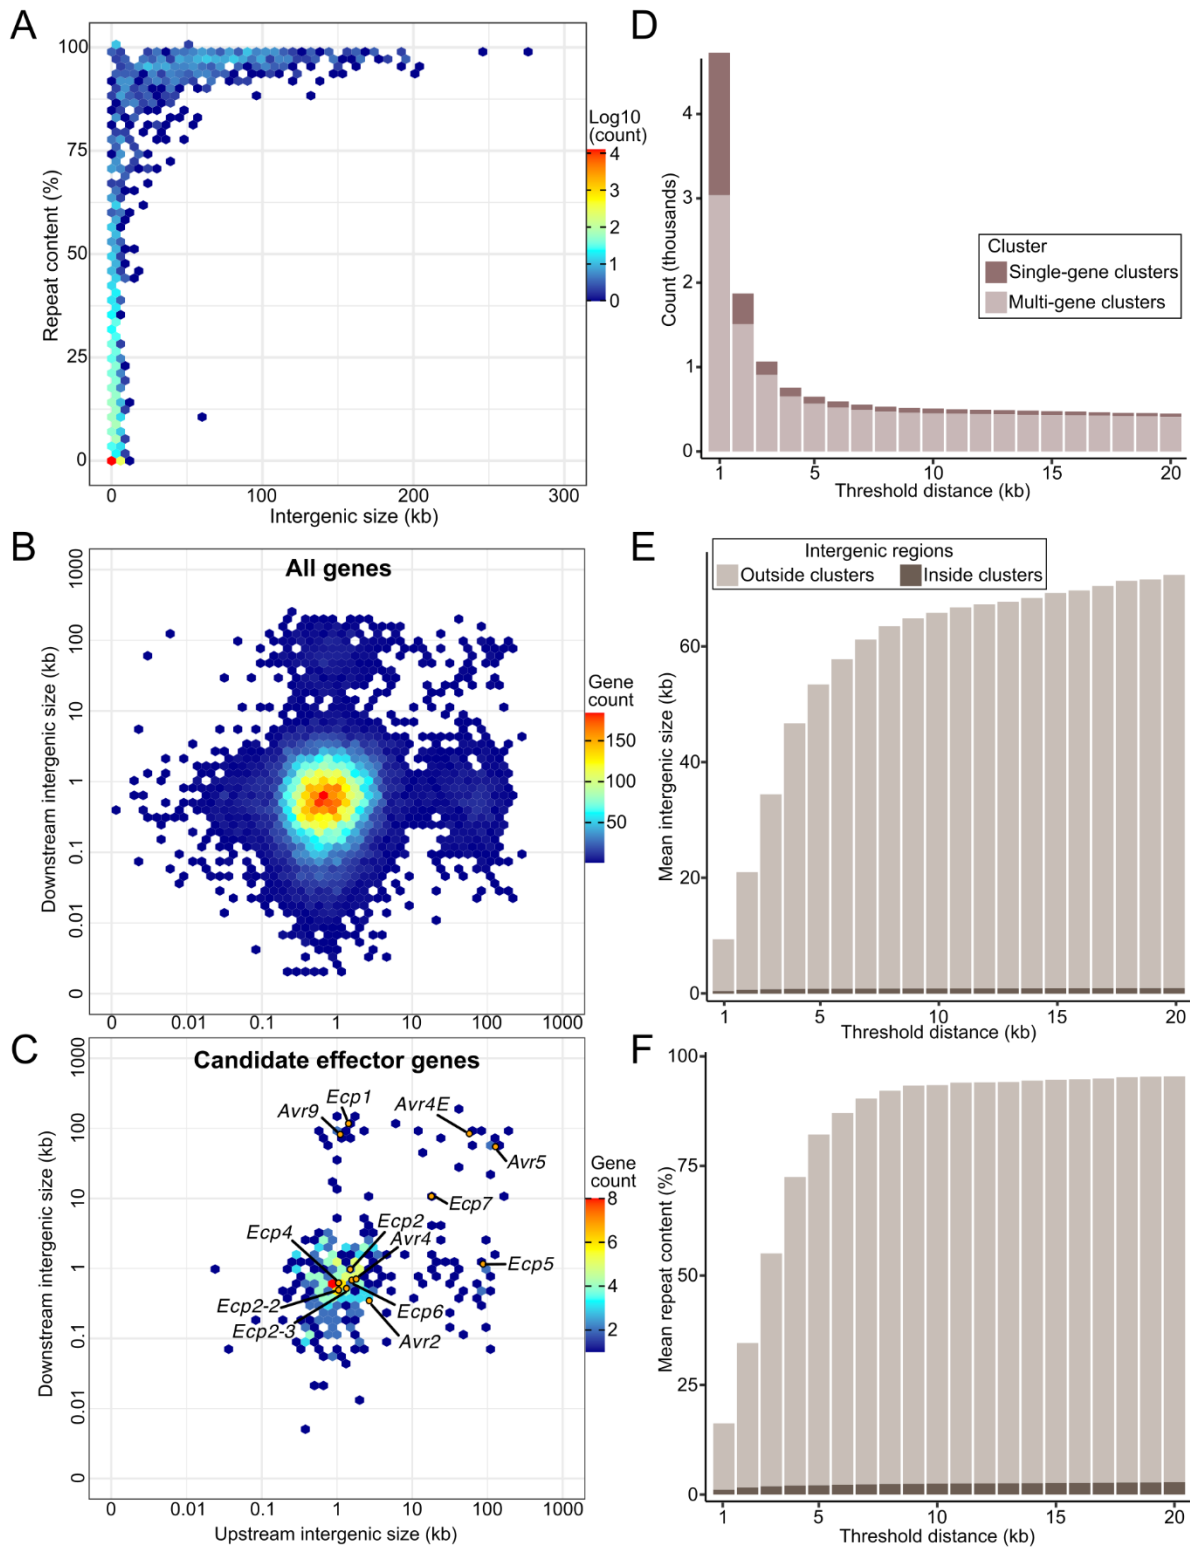 A
Repeat content (%)
100
75
50
25
0
0 100 200 300
Intergenic size (kb)
Log10
(count)
4
3
2
1
0
B
All genes
Downstream intergenic size (kb)
1000
100
10
1
0.1
0.01
0
0 0.01 0.1 1 10 100 1000
Gene
count
150
100
50
C
Candidate effector genes
Downstream intergenic size (kb)
1000
100
10
1
0.1
0.01
0
Ecp1
Avr9
Avr4E
Avr5
Ecp7
Ecp4
Ecp2
Avr4
Ecp5
Ecp2-2
Ecp6
Ecp2-3
Avr2
0 0.01 0.1 1 10 100 1000
Upstream intergenic size (kb)
Gene
count
8
6
4
2
D
Count (thousands)
4
3
2
1
0
Cluster
Single-gene clusters
Multi-gene clusters
1 5 10 15 20
Threshold distance (kb)
E
Intergenic regions
Outside clusters Inside clusters
Mean intergenic size (kb)
60
40
20
0
1 5 10 15 20
Threshold distance (kb)
F
Mean repeat content (%)
100
75
50
25
0
1 5 10 15 20
Threshold distance (kb)